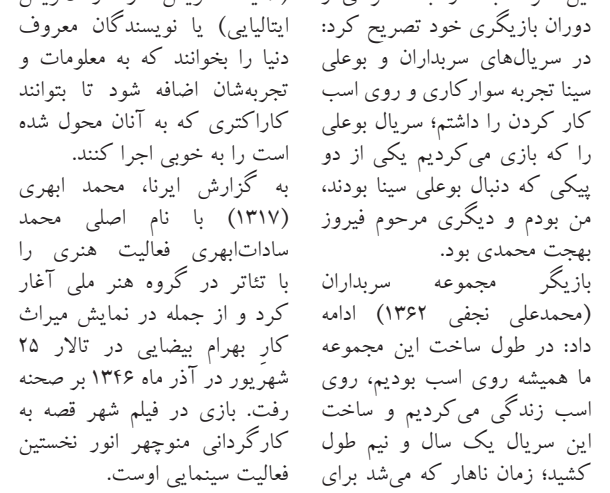 دوران بازیگری خود تصریح کرد:
در سریال‌های سربداران و بوعلی
سینا تجربه سوارکاری و روی اسب
کار کردن را داشتم؛ سریال بوعلی
را که بازی می‌کردیم یکی از دو
پیکی که دنبال بوعلی سینا بودند،
من بودم و دیگری مرحوم فیروز
بهجت محمدی بود.
بازیگر مجموعه سربداران
(محمدعلی نجفی ۱۳۶۲) ادامه
داد: در طول ساخت این مجموعه
ما همیشه روی اسب بودیم، روی
اسب زندگی می‌کردیم و ساخت
این سریال یک سال و نیم طول
کشید؛ زمان ناهار که می‌شد برای
ایتالیایی) یا نویسندگان معروف
دنیا را بخوانند که به معلومات و
تجربه‌شان اضافه شود تا بتوانند
کاراکتری که به آنان محول شده
است را به خوبی اجرا کنند.
به گزارش ایرنا، محمد ابهری
(۱۳۱۷) با نام اصلی محمد
سادات‌ابهری فعالیت هنری را
با تئاتر در گروه هنر ملی آغاز
کرد و از جمله در نمایش میراث
کارِ بهرام بیضایی در تالار ۲۵
شهریور در آذر ماه ۱۳۴۶ بر صحنه
رفت. بازی در فیلم شهر قصه به
کارگردانی منوچهر انور نخستین
فعالیت سینمایی اوست.